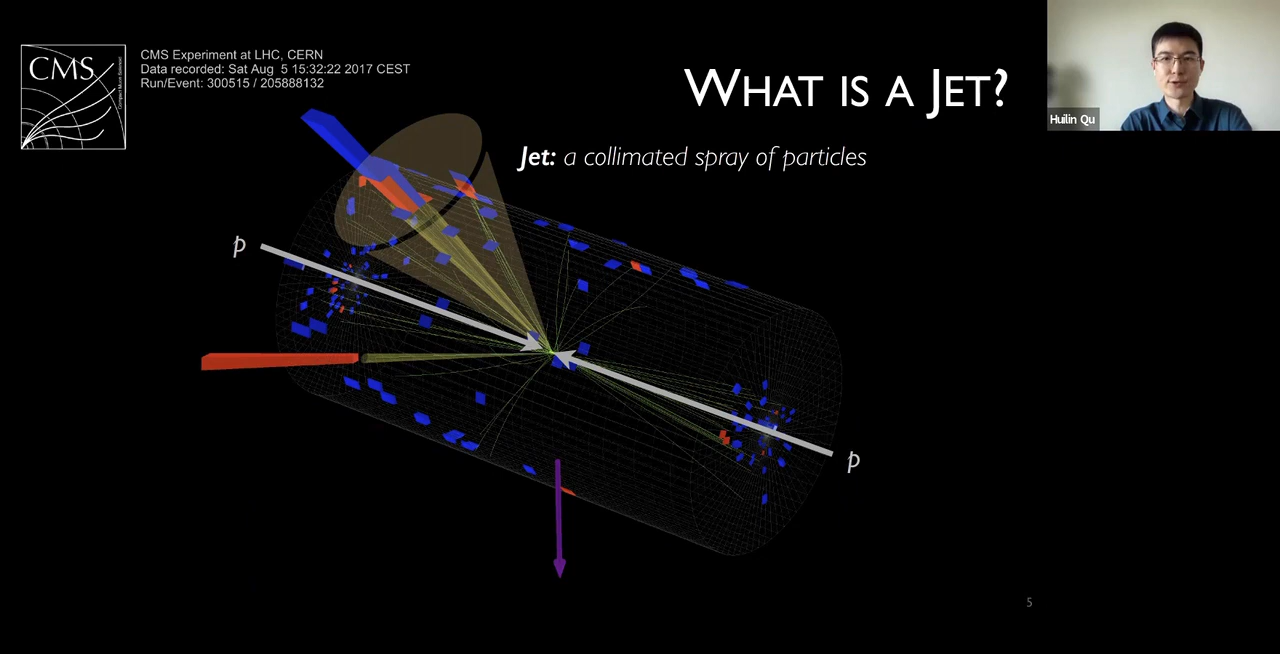 CMS
CMS Experiment at LHC, CERN
Data recorded: Sat Aug 5 15:32:22 2017 CEST
Run/Event: 300515 / 205888132
WHAT IS A JET?
Jet: a collimated spray of particles
Huilin Qu
p
p
5